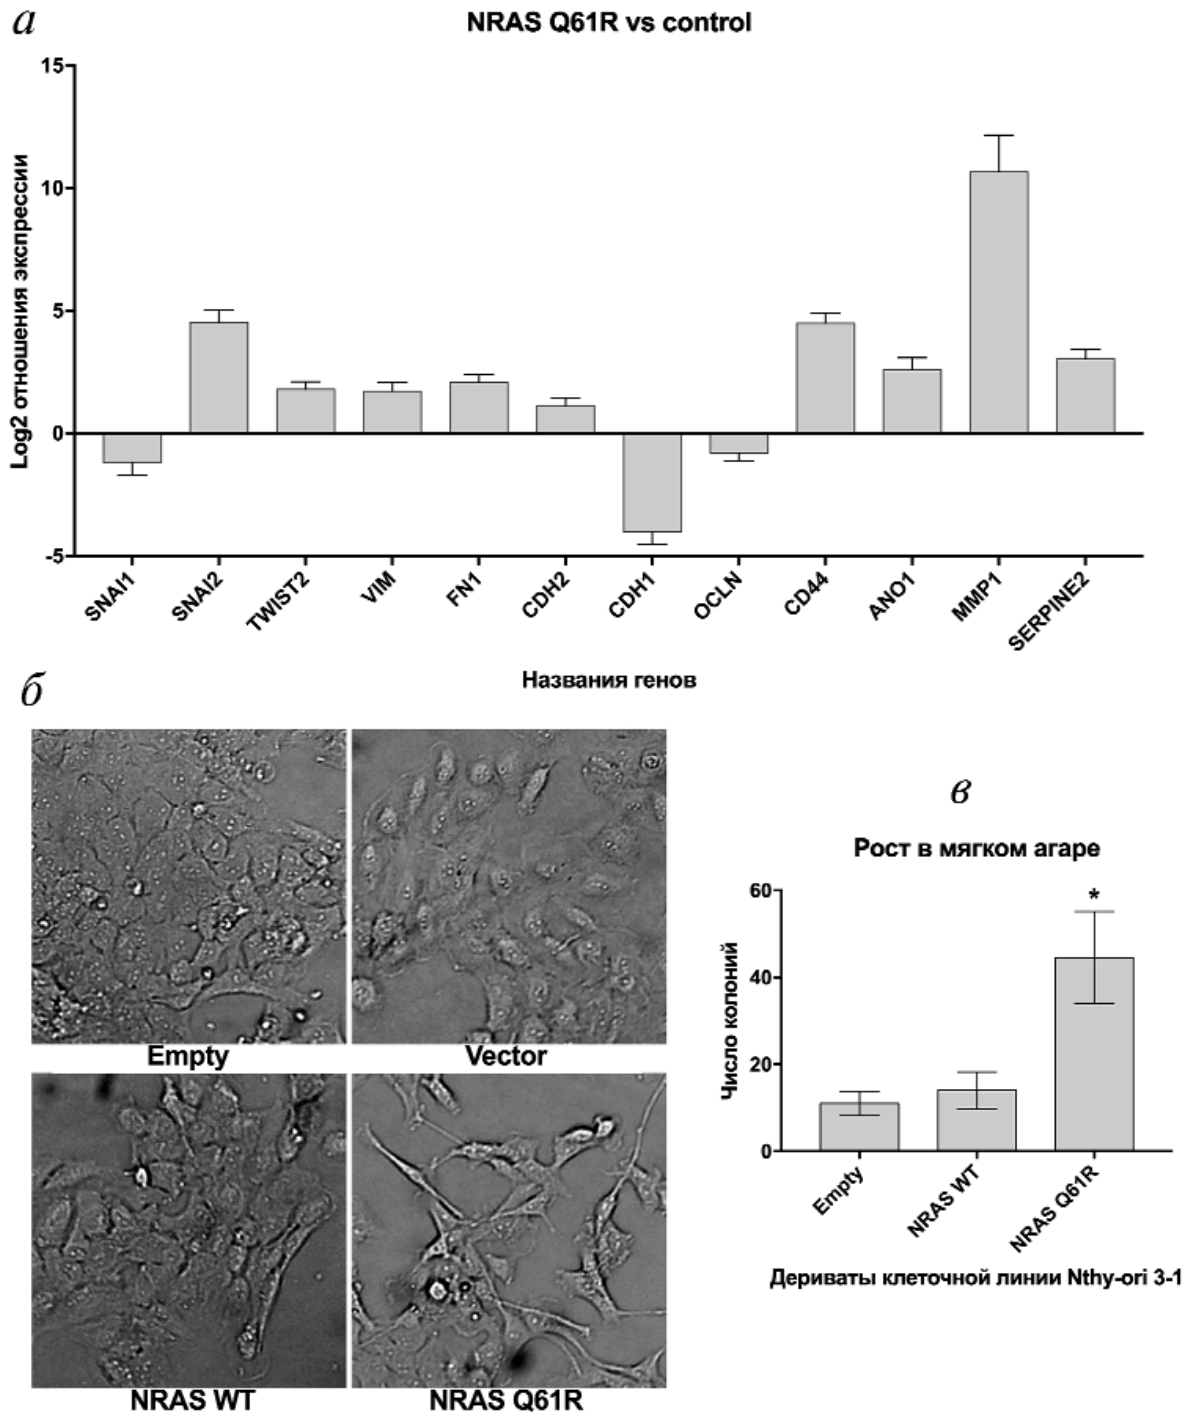 а
NRAS Q61R vs control
Log2 отношения экспрессии
15
10
5
0
-5
SNAI1
SNAI2
TWIST2
VIM
FN1
CDH2
CDH1
OCLN
CD44
ANO1
MMP1
SERPINE2
Названия генов
б
Empty
Vector
NRAS WT
NRAS Q61R
в
Рост в мягком агаре
Число колоний
60
40
20
0
*
Empty
NRAS WT
NRAS Q61R
Дериваты клеточной линии Nthy-ori 3-1